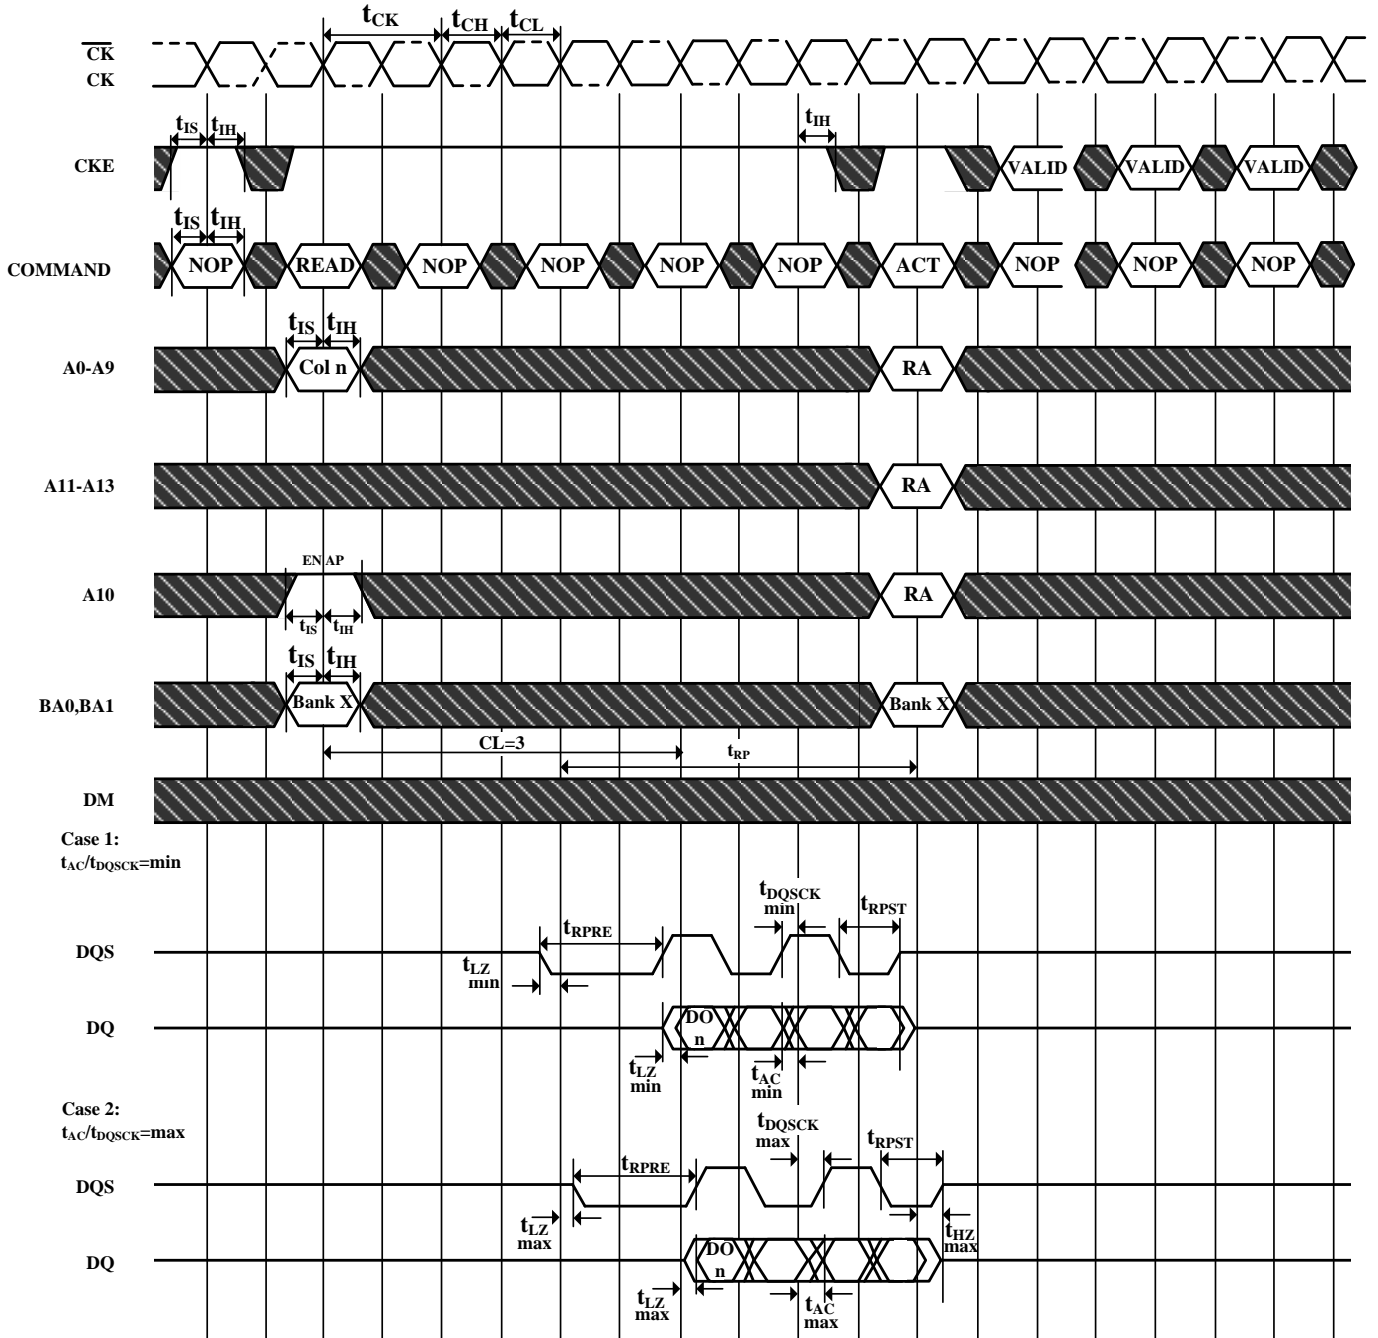 tCK tCH tCL
CK
CK
tIS tIH tIH
CKE VALID VALID VALID
tIS tIH
COMMAND NOP READ NOP NOP NOP NOP ACT NOP NOP NOP
tIS tIH
A0-A9 Col n RA
A11-A13 RA
EN AP
A10 RA
tIS tIH
tIS tIH
BA0,BA1 Bank X Bank X
CL=3 tRP
DM
Case 1:
tAC/tDQSCK=min
tDQSCK
min
tRPST
tRPRE
DQS
tLZ
min
DQ DO
n
tLZ
min
tAC
min
Case 2:
tAC/tDQSCK=max
tDQSCK
max
tRPST
tRPRE
DQS
tLZ
max
tHZ
max
DQ DO
n
tLZ
max
tAC
max